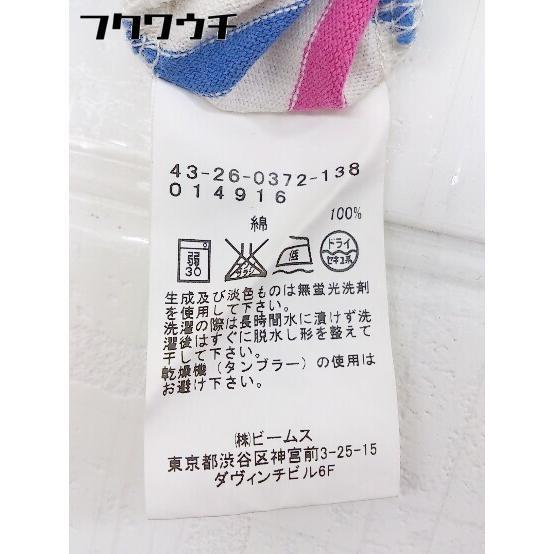 フクワウチ
43-26-0372-138
014916
綿
100%
弱
30
エンソ
サラシ
低
ドライ
セキユ系
生成及び淡色ものは無蛍光洗剤
を使用して下さい。
洗濯の際は長時間水に漬けず洗
濯後はすぐに脱水し形を整えて
干して下さい。
乾燥機(タンブラー)の使用は
お避け下さい。
㈱ビームス
東京都渋谷区神宮前3-25-15
ダヴィンチビル6F